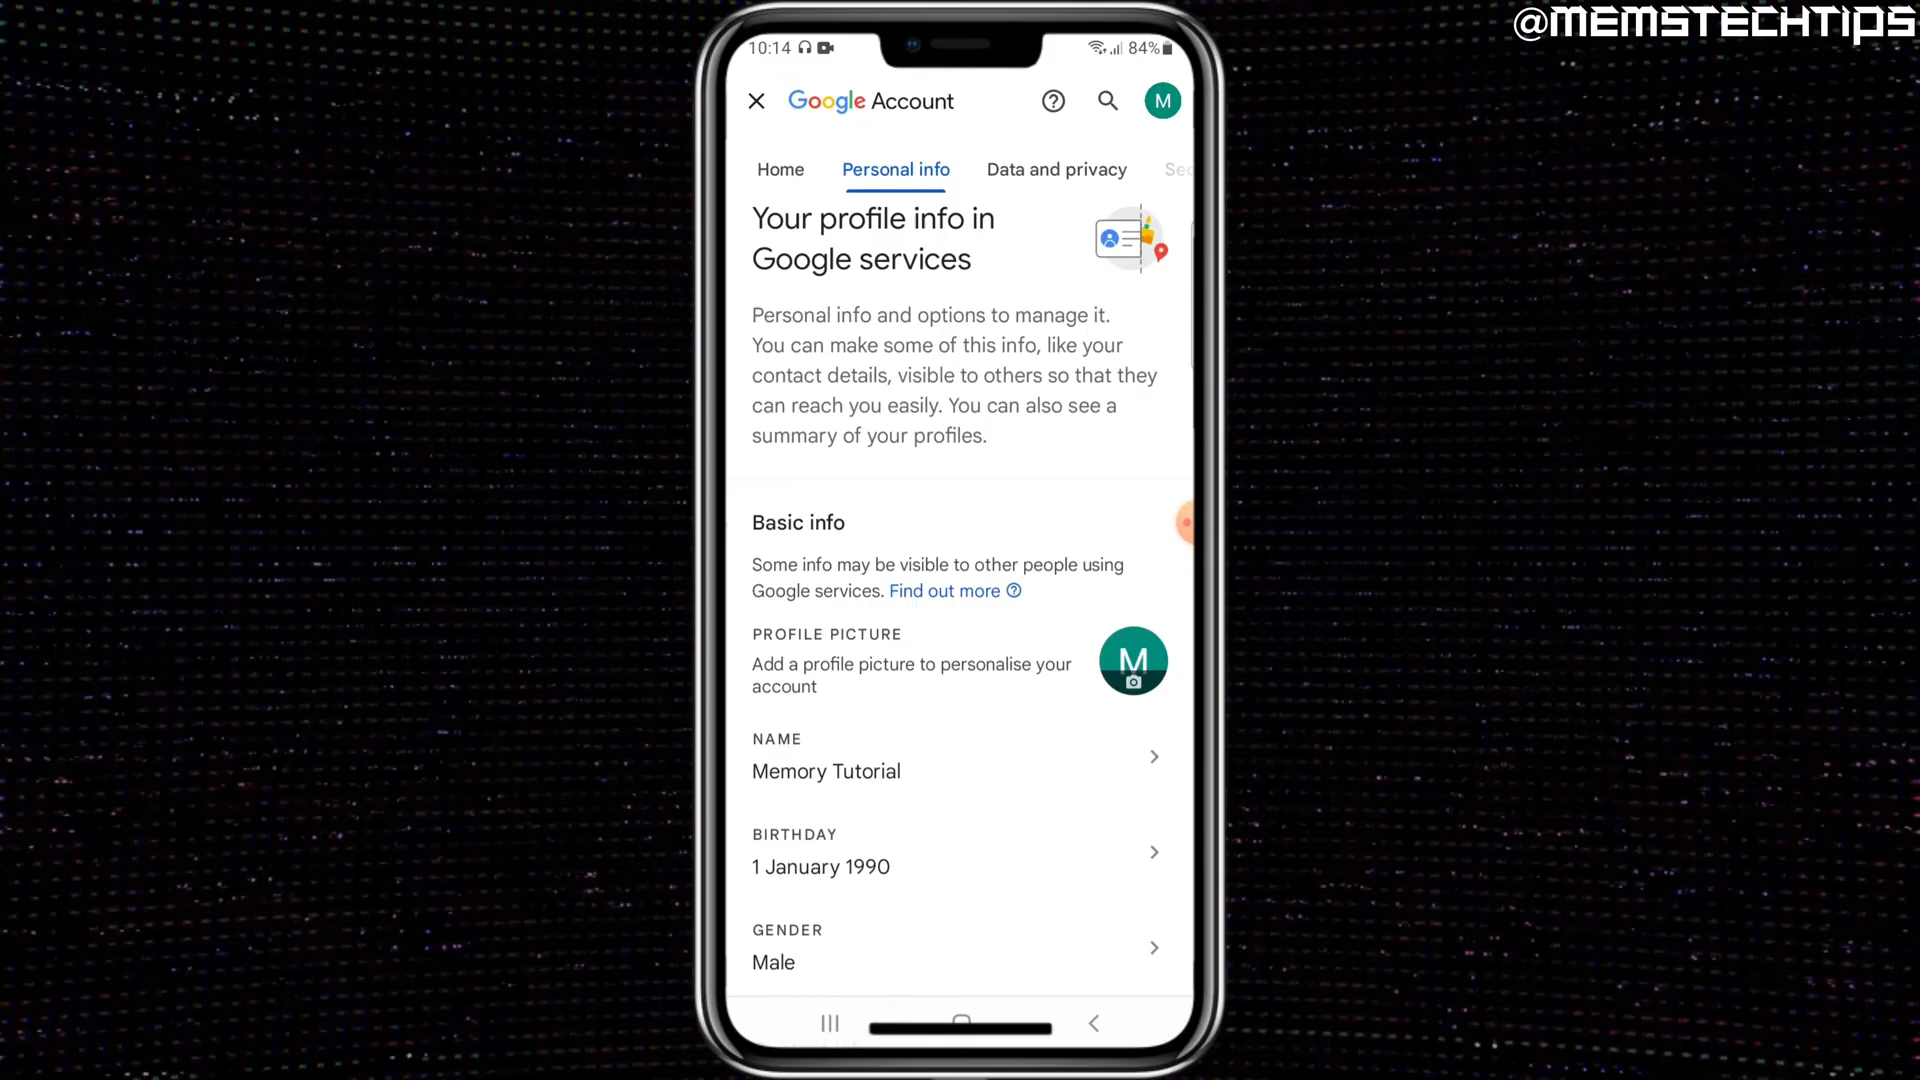 @MEMSTECHTIPS
10:14 84%
Google Account M
Home Personal info Data and privacy Sec
Your profile info in
Google services
Personal info and options to manage it.
You can make some of this info, like your
contact details, visible to others so that they
can reach you easily. You can also see a
summary of your profiles.
Basic info
Some info may be visible to other people using
Google services. Find out more
PROFILE PICTURE
Add a profile picture to personalise your
account
M
NAME
Memory Tutorial
BIRTHDAY
1 January 1990
GENDER
Male